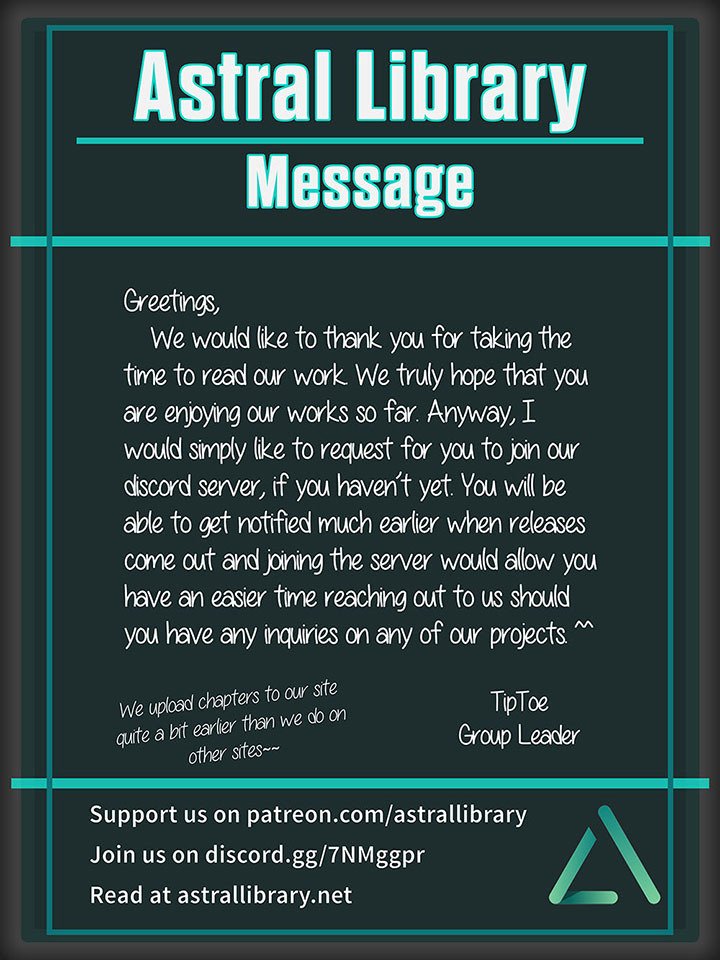 Astral Library
Message
Greetings,
We would like to thank you for taking the
time to read our work. We truly hope that you
are enjoying our works so far. Anyway, I
would simply like to request for you to join our
discord server, if you haven't yet. You will be
able to get notified much earlier when releases
come out and joining the server would allow you
have an easier time reaching out to us should
you have any inquiries on any of our projects. ^^
We upload chapters to our site
quite a bit earlier than we do on
other sites~~
TipToe
Group Leader
Support us on patreon.com/astrallibrary
Join us on discord.gg/7NMggpr
Read at astrallibrary.net